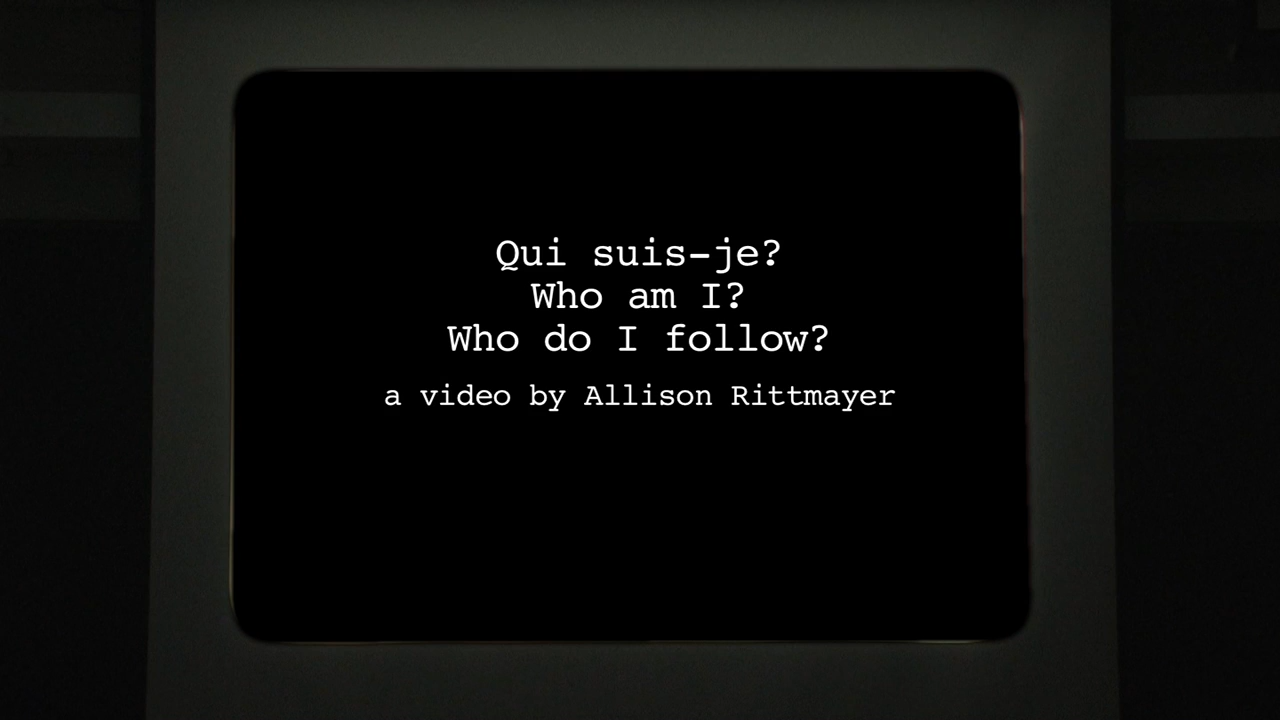 Qui suis-je?
Who am I?
Who do I follow?
a video by Allison Rittmayer